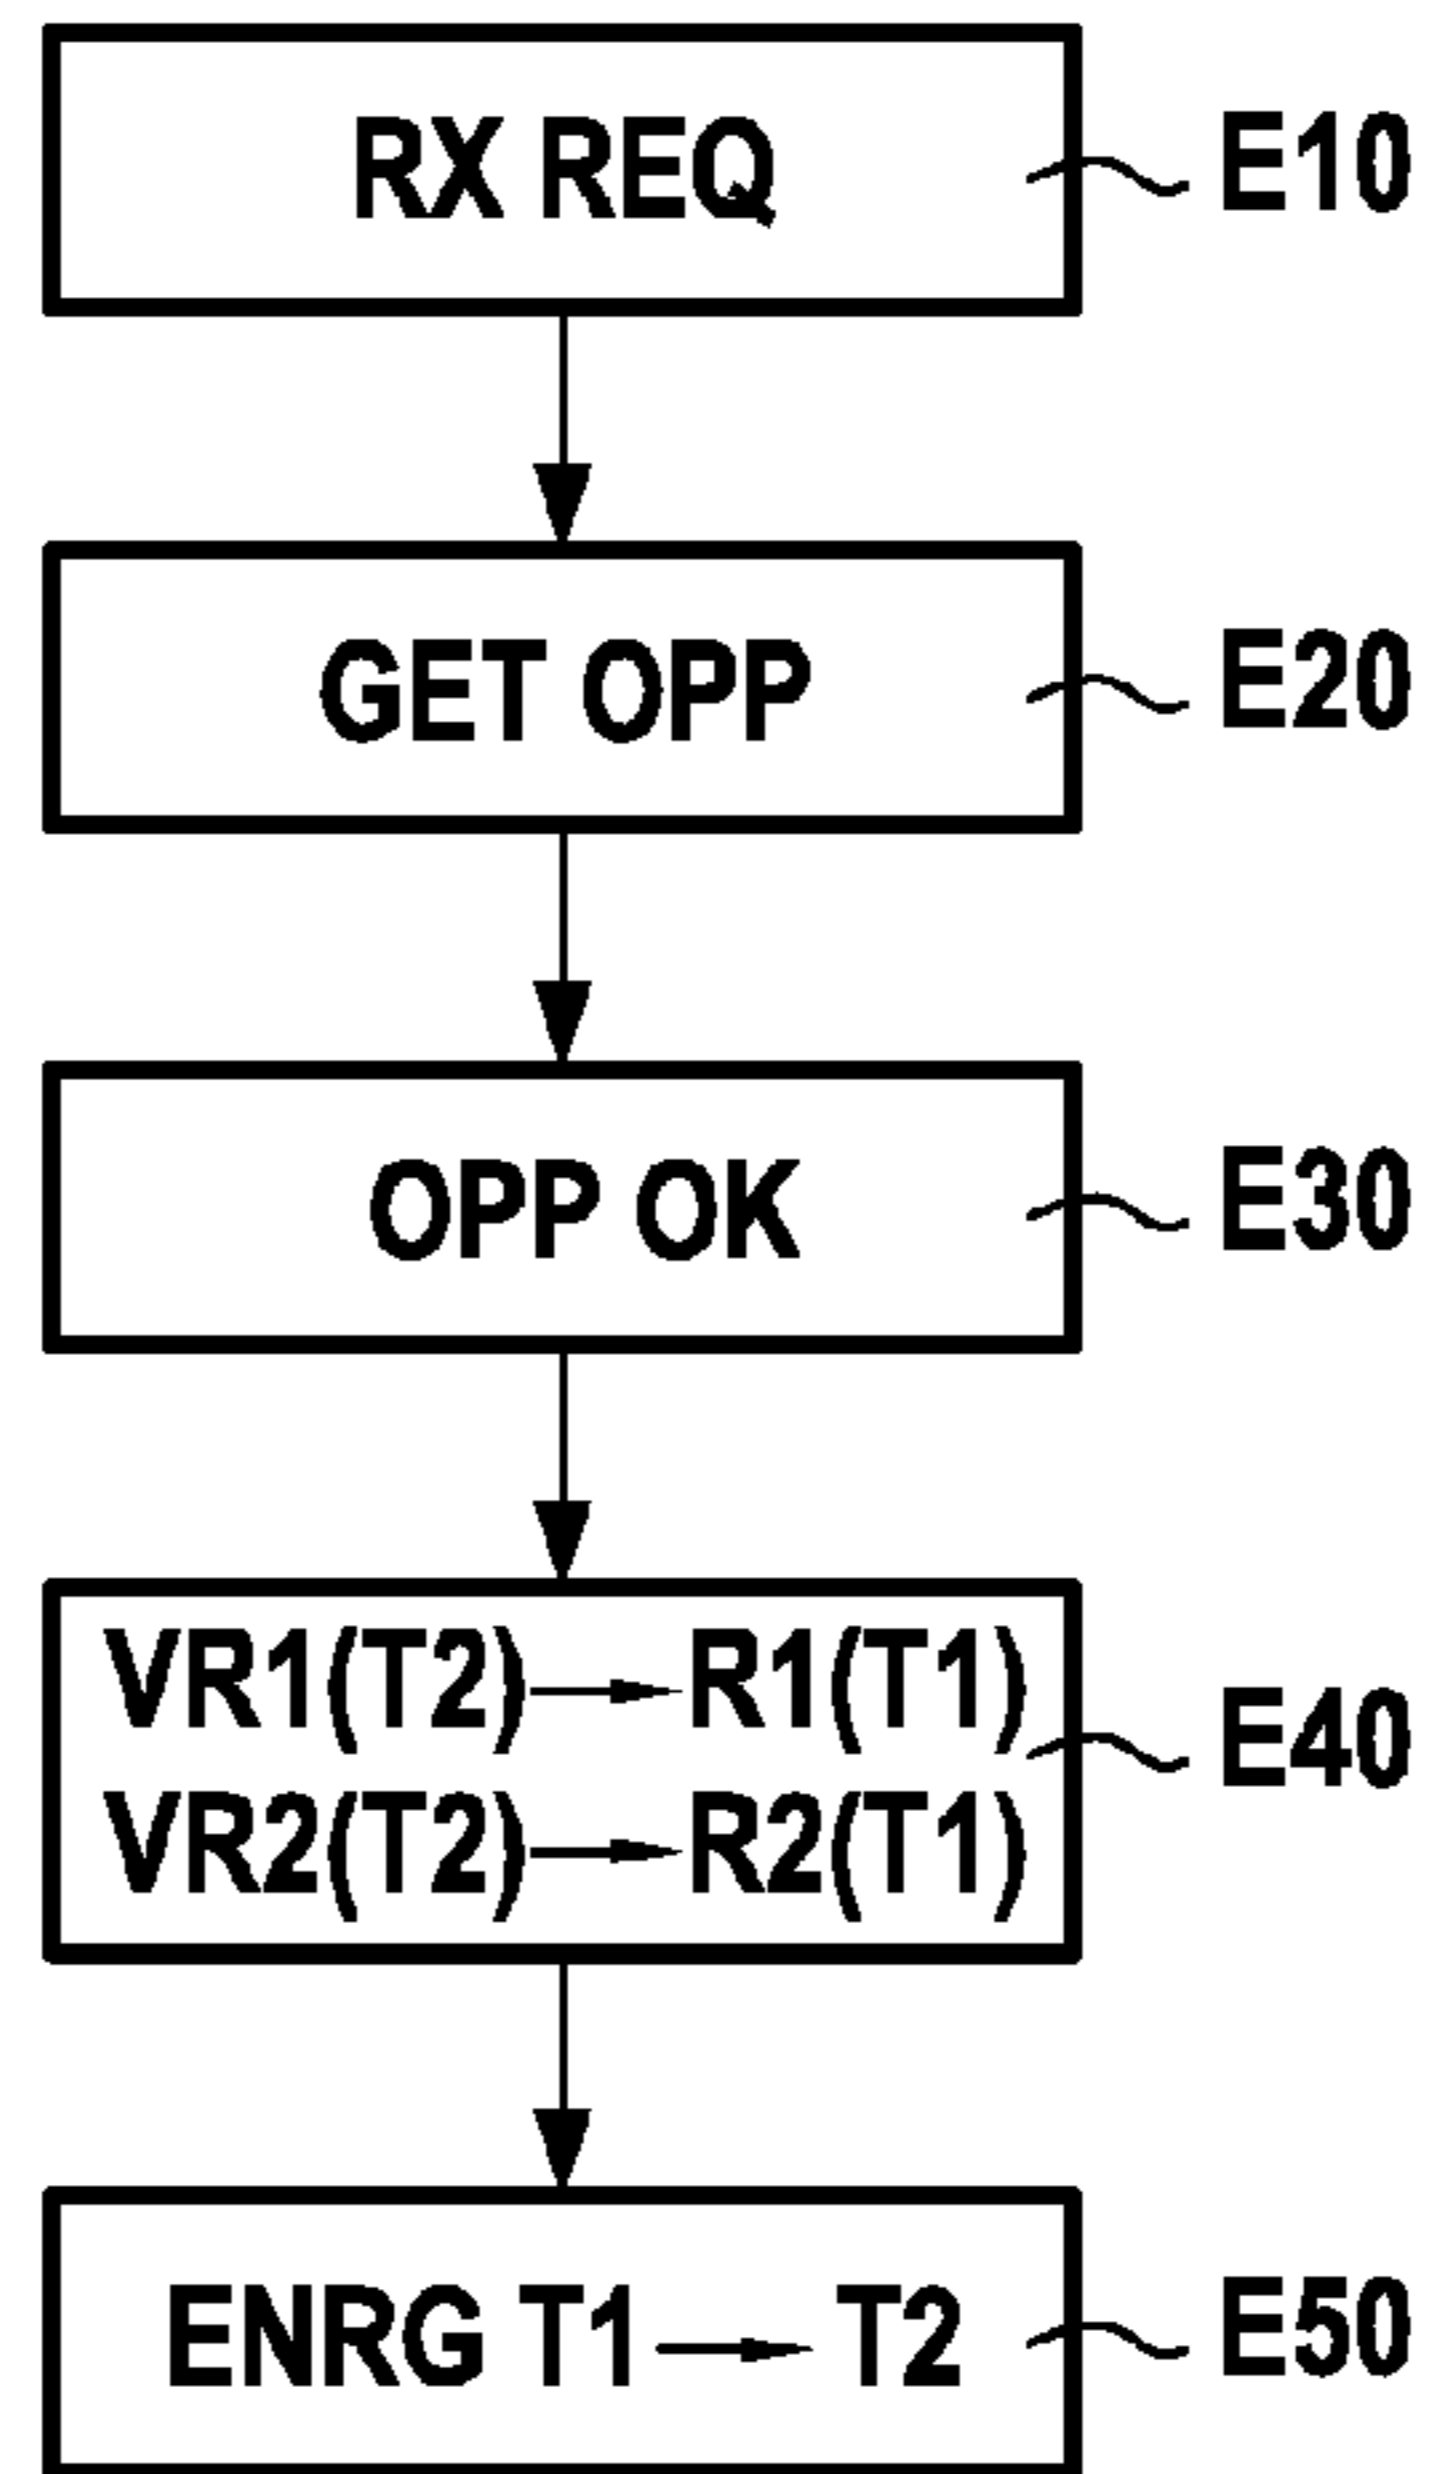 RX REQ E10
GET OPP E20
OPP OK E30
VR1(T2)→R1(T1)
E40
VR2(T2)→R2(T1)
ENRG T1→T2 E50